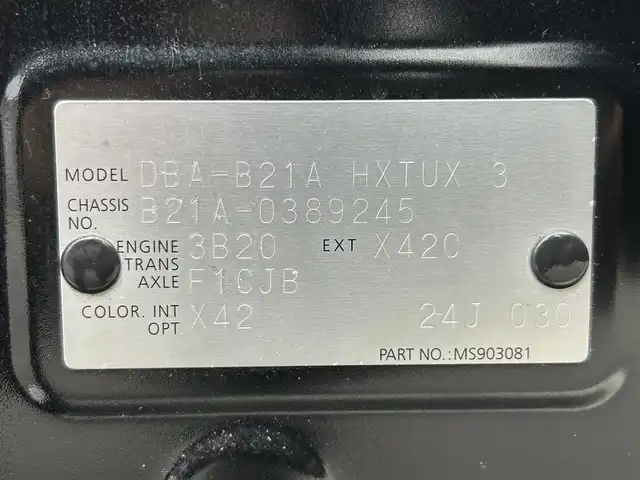 MODEL DBA-B21A HXTUX 3
CHASSIS NO. B21A-0389245
ENGINE 3B20 EXT X42C
TRANS AXLE F1CJB
COLOR. INT OPT. X42 24J 030
PART NO.: MS903081